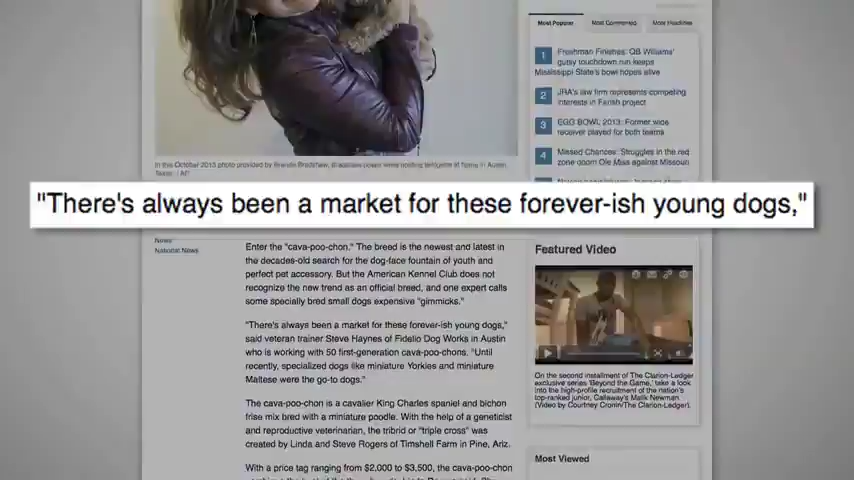 Most Popular
Most Commented
Most Headlines
1 Freshman Finishes: QB Williams'
gutsy touchdown run keeps
Mississippi State's bowl hopes alive
2 JRA's law firm represents competing
interests in Farish project
3 EGG BOWL 2013: Former wide
receiver played for both teams
4 Missed Chances: Struggles in the red
zone doom Ole Miss against Missouri
In this October 2013 photo provided by
at home in Austin,
Texas. / AP
"There's always been a market for these forever-ish young dogs,"
News
National News
Enter the "cava-poo-chon." The breed is the newest and latest in
the decades-old search for the dog-face fountain of youth and
perfect pet accessory. But the American Kennel Club does not
recognize the new trend as an official breed, and one expert calls
some specially bred small dogs expensive "gimmicks."
"There's always been a market for these forever-ish young dogs,"
said veteran trainer Steve Haynes of Fidelio Dog Works in Austin
who is working with 50 first-generation cava-poo-chons. "Until
recently, specialized dogs like miniature Yorkies and miniature
Maltese were the go-to dogs."
The cava-poo-chon is a cavalier King Charles spaniel and bichon
frise mix bred with a miniature poodle. With the help of a geneticist
and reproductive veterinarian, the tribrid or "triple cross" was
created by Linda and Steve Rogers of Timshell Farm in Pine, Ariz.
With a price tag ranging from $2,000 to $3,500, the cava-poo-chon
Featured Video
On the second installment of The Clarion-Ledger
exclusive series 'Beyond the Game,' take a look
into the high-profile recruitment of the nation's
top-ranked junior, Callaway's Malik Newman
(Video by Courtney Cronin/The Clarion-Ledger).
Most Viewed